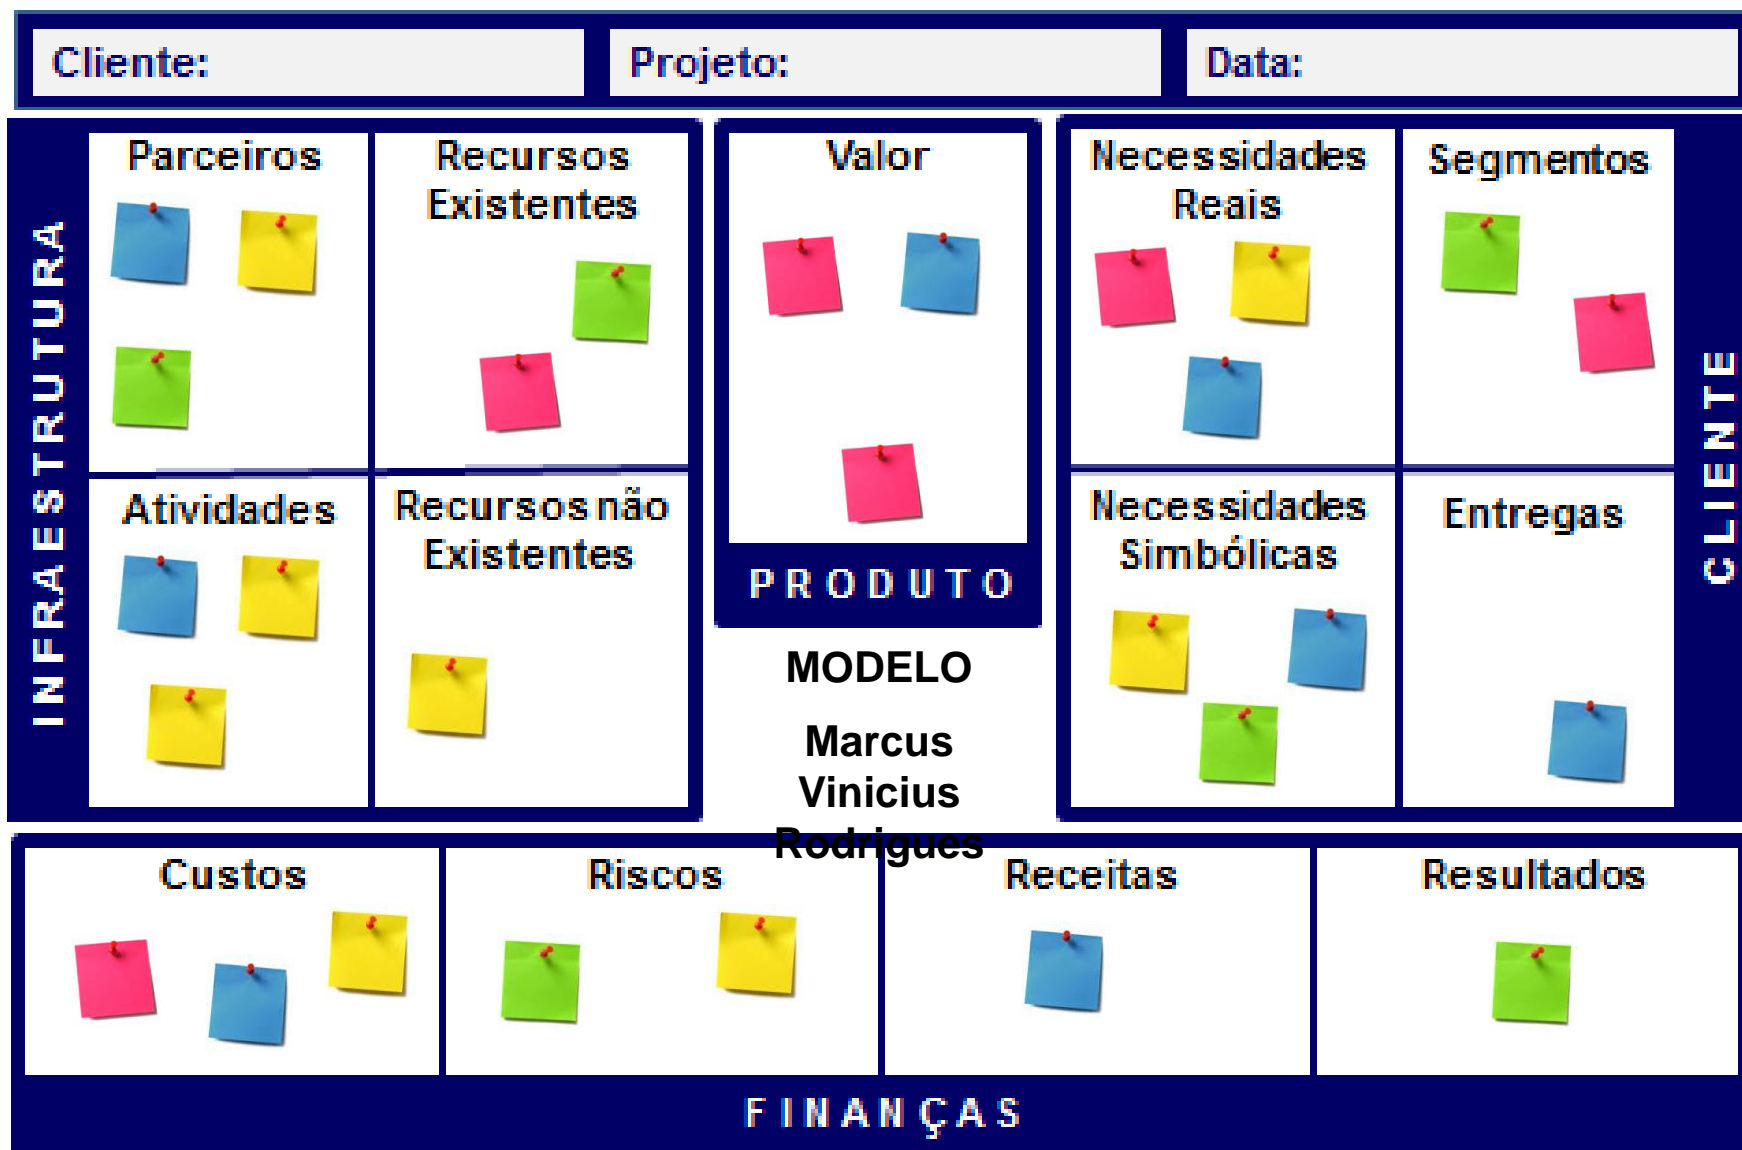 Cliente:
Projeto:
Data:
INFRAESTRUTURA
Parceiros
Recursos
Existentes
Atividades
Recursos não
Existentes
Valor
PRODUTO
MODELO
Marcus
Vinicius
Rodrigues
Necessidades
Reais
Segmentos
Necessidades
Simbólicas
Entregas
CLIENTE
Custos
Riscos
Receitas
Resultados
FINANÇAS